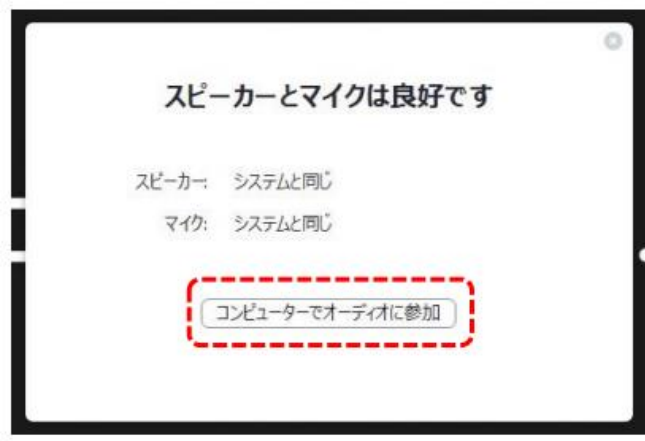 スピーカーとマイクは良好です
スピーカー: システムと同じ
マイク: システムと同じ
コンピューターでオーディオに参加